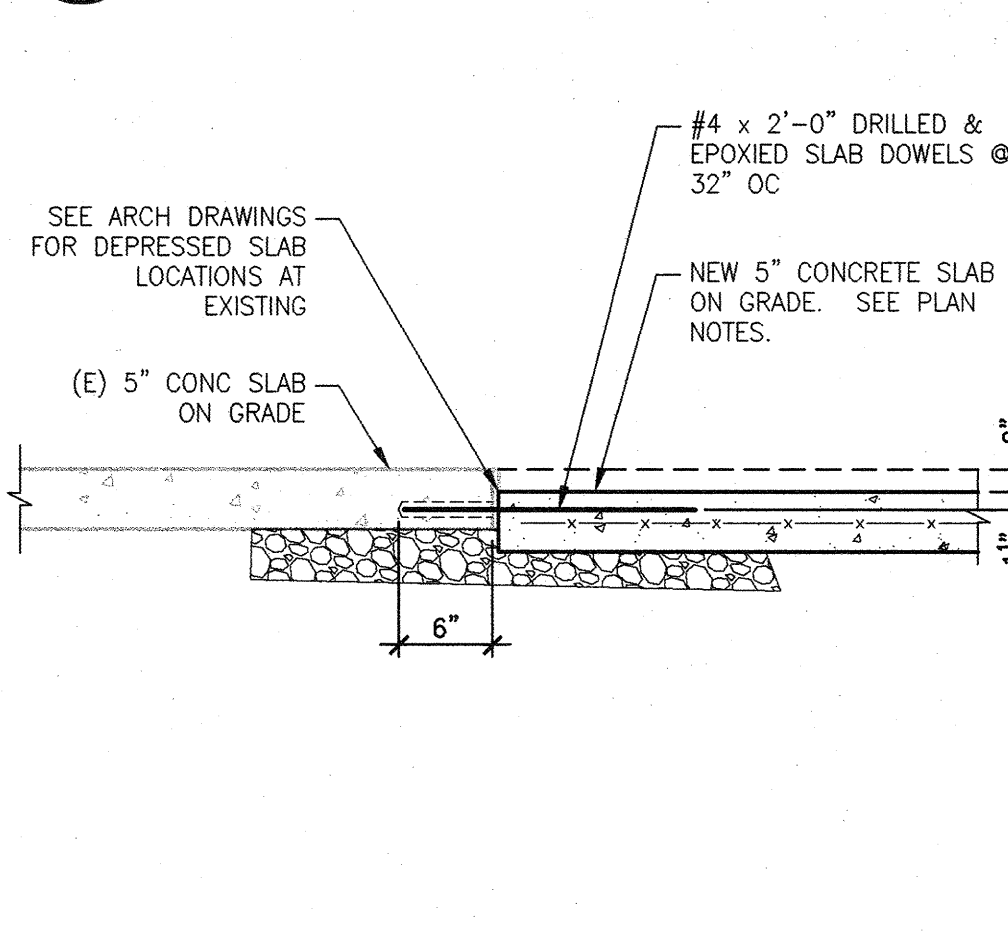 #4 x 2'-0" DRILLED &
EPOXIED SLAB DOWELS @
32" OC
SEE ARCH DRAWINGS
FOR DEPRESSED SLAB
LOCATIONS AT
EXISTING
NEW 5" CONCRETE SLAB
ON GRADE. SEE PLAN
NOTES.
(E) 5" CONC SLAB
ON GRADE
6"